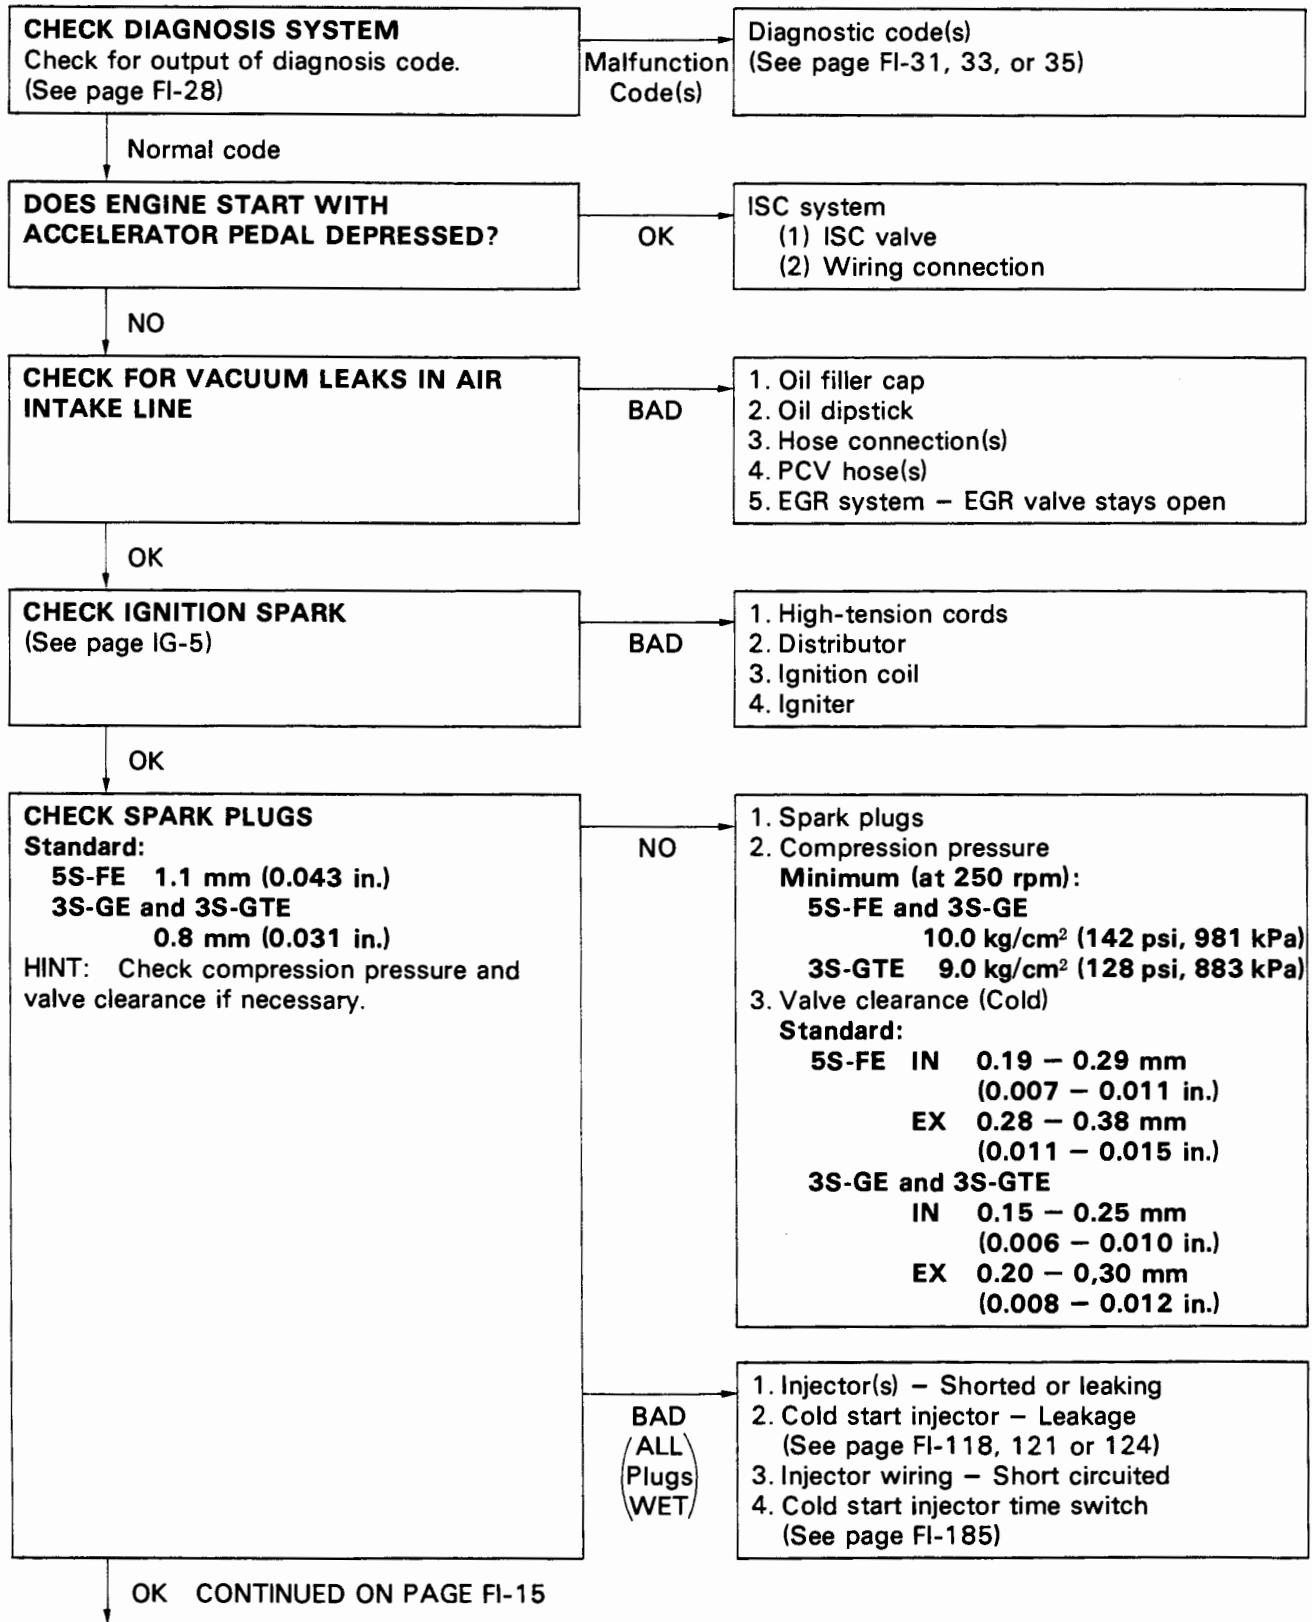 CHECK DIAGNOSIS SYSTEM
Check for output of diagnosis code.
(See page FI-28)
Malfunction
Code(s)
Diagnostic code(s)
(See page FI-31, 33, or 35)
Normal code
DOES ENGINE START WITH
ACCELERATOR PEDAL DEPRESSED?
OK
ISC system
(1) ISC valve
(2) Wiring connection
NO
CHECK FOR VACUUM LEAKS IN AIR
INTAKE LINE
BAD
1. Oil filler cap
2. Oil dipstick
3. Hose connection(s)
4. PCV hose(s)
5. EGR system — EGR valve stays open
OK
CHECK IGNITION SPARK
(See page IG-5)
BAD
1. High-tension cords
2. Distributor
3. Ignition coil
4. Igniter
OK
CHECK SPARK PLUGS
Standard:
5S-FE 1.1 mm (0.043 in.)
3S-GE and 3S-GTE
0.8 mm (0.031 in.)
HINT: Check compression pressure and
valve clearance if necessary.
NO
1. Spark plugs
2. Compression pressure
Minimum (at 250 rpm):
5S-FE and 3S-GE
10.0 kg/cm² (142 psi, 981 kPa)
3S-GTE 9.0 kg/cm² (128 psi, 883 kPa)
3. Valve clearance (Cold)
Standard:
5S-FE IN 0.19 — 0.29 mm
(0.007 — 0.011 in.)
EX 0.28 — 0.38 mm
(0.011 — 0.015 in.)
3S-GE and 3S-GTE
IN 0.15 — 0.25 mm
(0.006 — 0.010 in.)
EX 0.20 — 0,30 mm
(0.008 — 0.012 in.)
BAD
(ALL
Plugs
WET)
1. Injector(s) — Shorted or leaking
2. Cold start injector — Leakage
(See page FI-118, 121 or 124)
3. Injector wiring — Short circuited
4. Cold start injector time switch
(See page FI-185)
OK CONTINUED ON PAGE FI-15